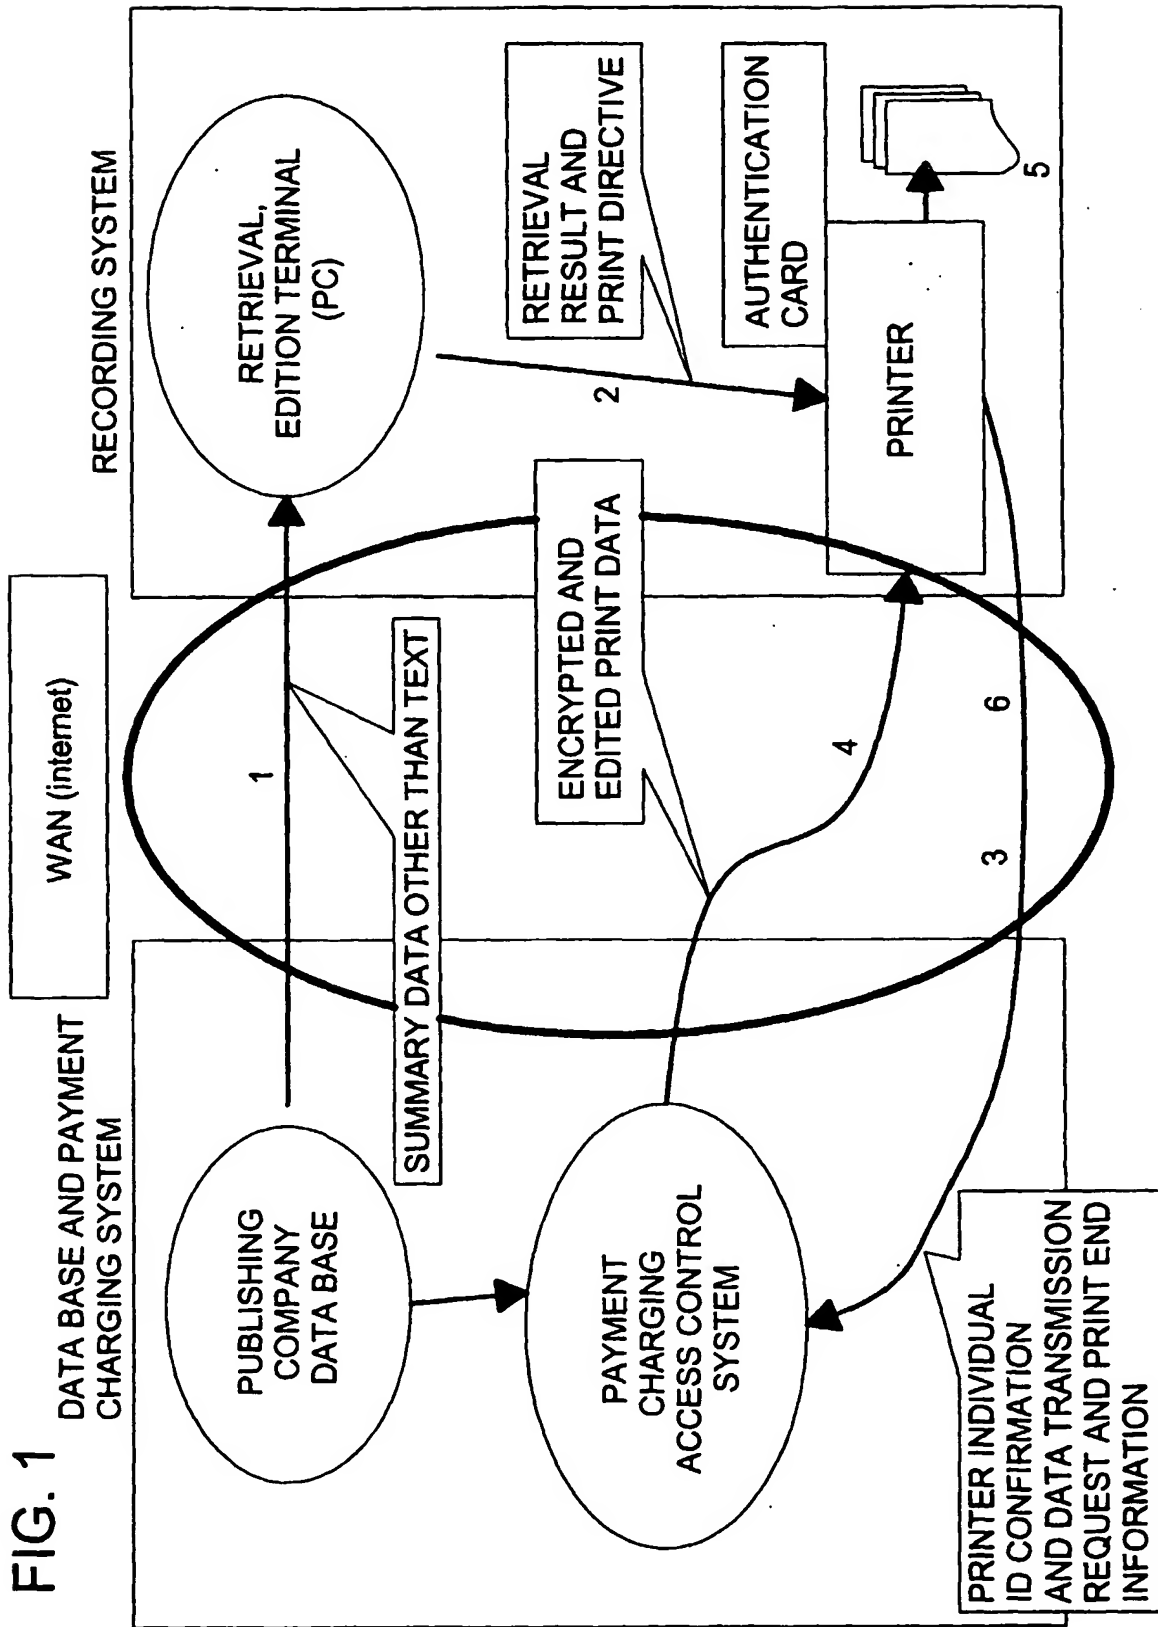 FIG. 1
DATA BASE AND PAYMENT
CHARGING SYSTEM
WAN (internet)
RECORDING SYSTEM
PUBLISHING
COMPANY
DATA BASE
1
SUMMARY DATA OTHER THAN TEXT
RETRIEVAL,
EDITION TERMINAL
(PC)
2
RETRIEVAL
RESULT AND
PRINT DIRECTIVE
PAYMENT
CHARGING
ACCESS CONTROL
SYSTEM
ENCRYPTED AND
EDITED PRINT DATA
4
AUTHENTICATION
CARD
PRINTER
5
3
6
PRINTER INDIVIDUAL
ID CONFIRMATION
AND DATA TRANSMISSION
REQUEST AND PRINT END
INFORMATION